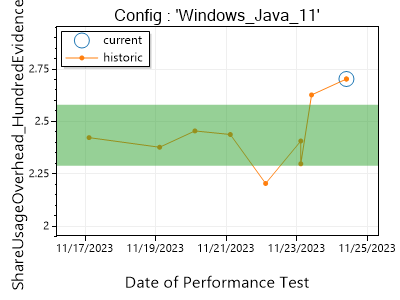 Config : 'Windows_Java_11'
current
historic
ShareUsageOverhead_HundredEvidence
2.75
2.5
2.25
2
11/17/2023
11/19/2023
11/21/2023
11/23/2023
11/25/2023
Date of Performance Test